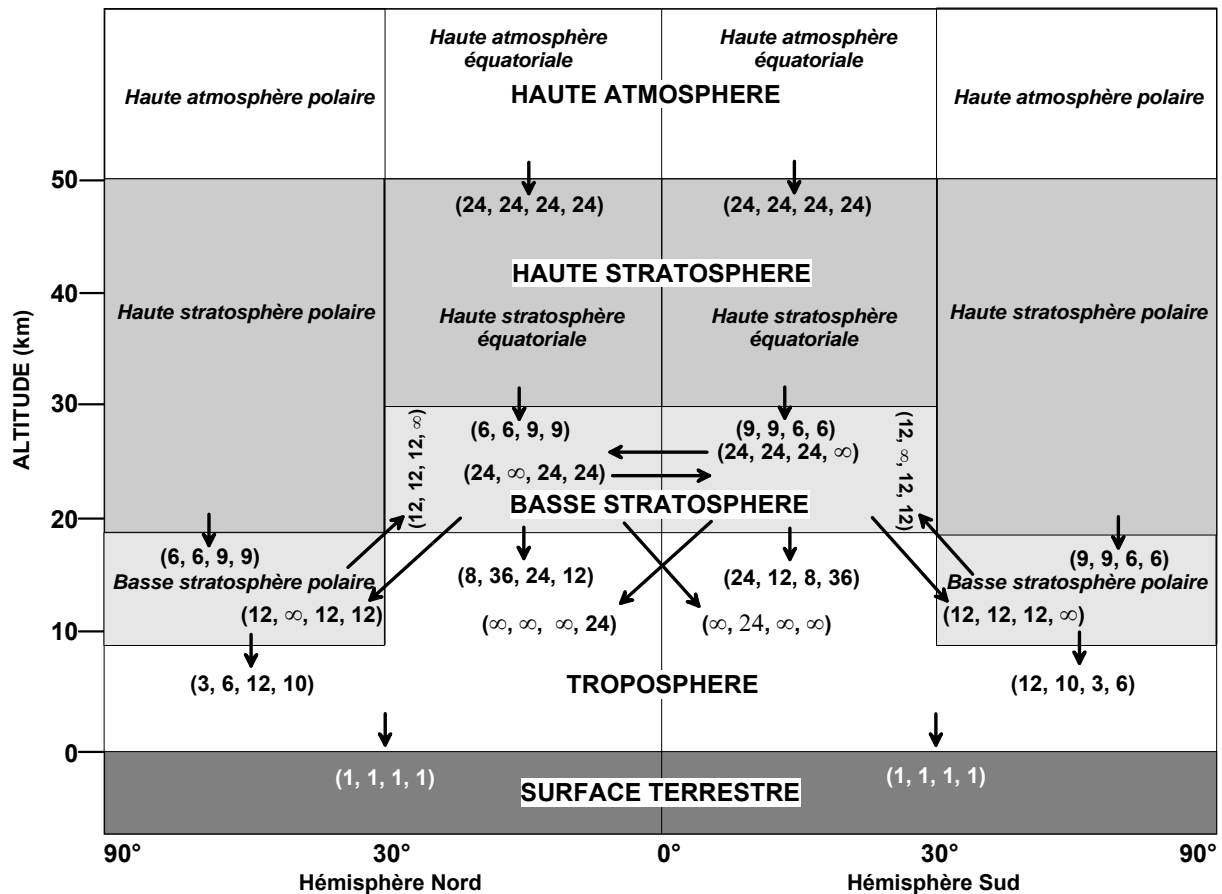 Haute atmosphère
équatoriale
Haute atmosphère
équatoriale
Haute atmosphère polaire
HAUTE ATMOSPHERE
Haute atmosphère polaire
50
(24, 24, 24, 24)
(24, 24, 24, 24)
HAUTE STRATOSPHERE
40
Haute stratosphère polaire
Haute stratosphère
équatoriale
Haute stratosphère
équatoriale
Haute stratosphère polaire
ALTITUDE (km)
30
(12, 12, 12, ∞)
(6, 6, 9, 9)
(9, 9, 6, 6)
(24, 24, 24, ∞)
(12, ∞, 12, 12)
(24, ∞, 24, 24)
BASSE STRATOSPHERE
20
(6, 6, 9, 9)
(9, 9, 6, 6)
Basse stratosphère polaire
(8, 36, 24, 12)
(24, 12, 8, 36)
Basse stratosphère polaire
(12, ∞, 12, 12)
(∞, ∞, ∞, 24)
(∞, 24, ∞, ∞)
(12, 12, 12, ∞)
10
(3, 6, 12, 10)
TROPOSPHERE
(12, 10, 3, 6)
0
(1, 1, 1, 1)
(1, 1, 1, 1)
SURFACE TERRESTRE
90°
30°
0°
30°
90°
Hémisphère Nord
Hémisphère Sud